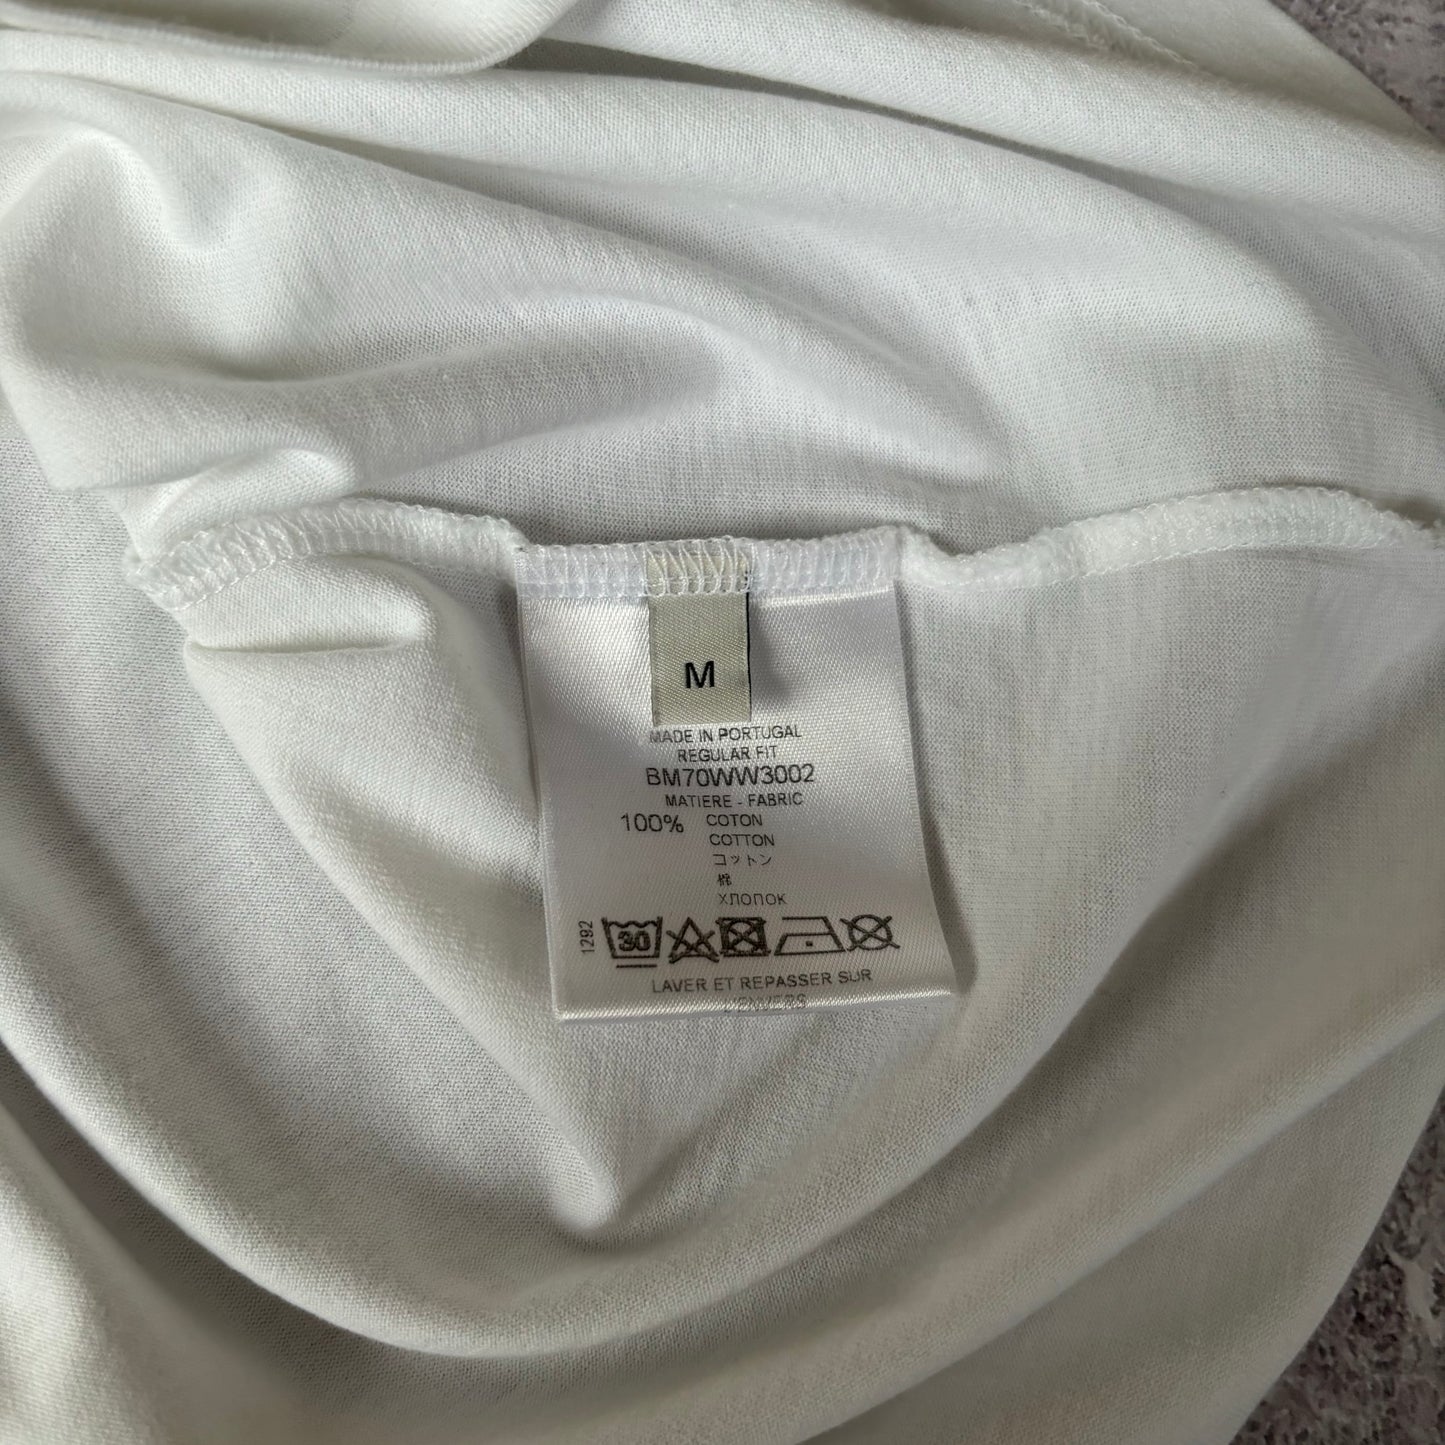 M
MADE IN PORTUGAL
REGULAR FIT
BM70WW3002
MATIERE - FABRIC
100% COTON
COTTON
コットン
棉
ХЛОПОК
1292
30
LAVER ET REPASSER SUR
L'ENVERS